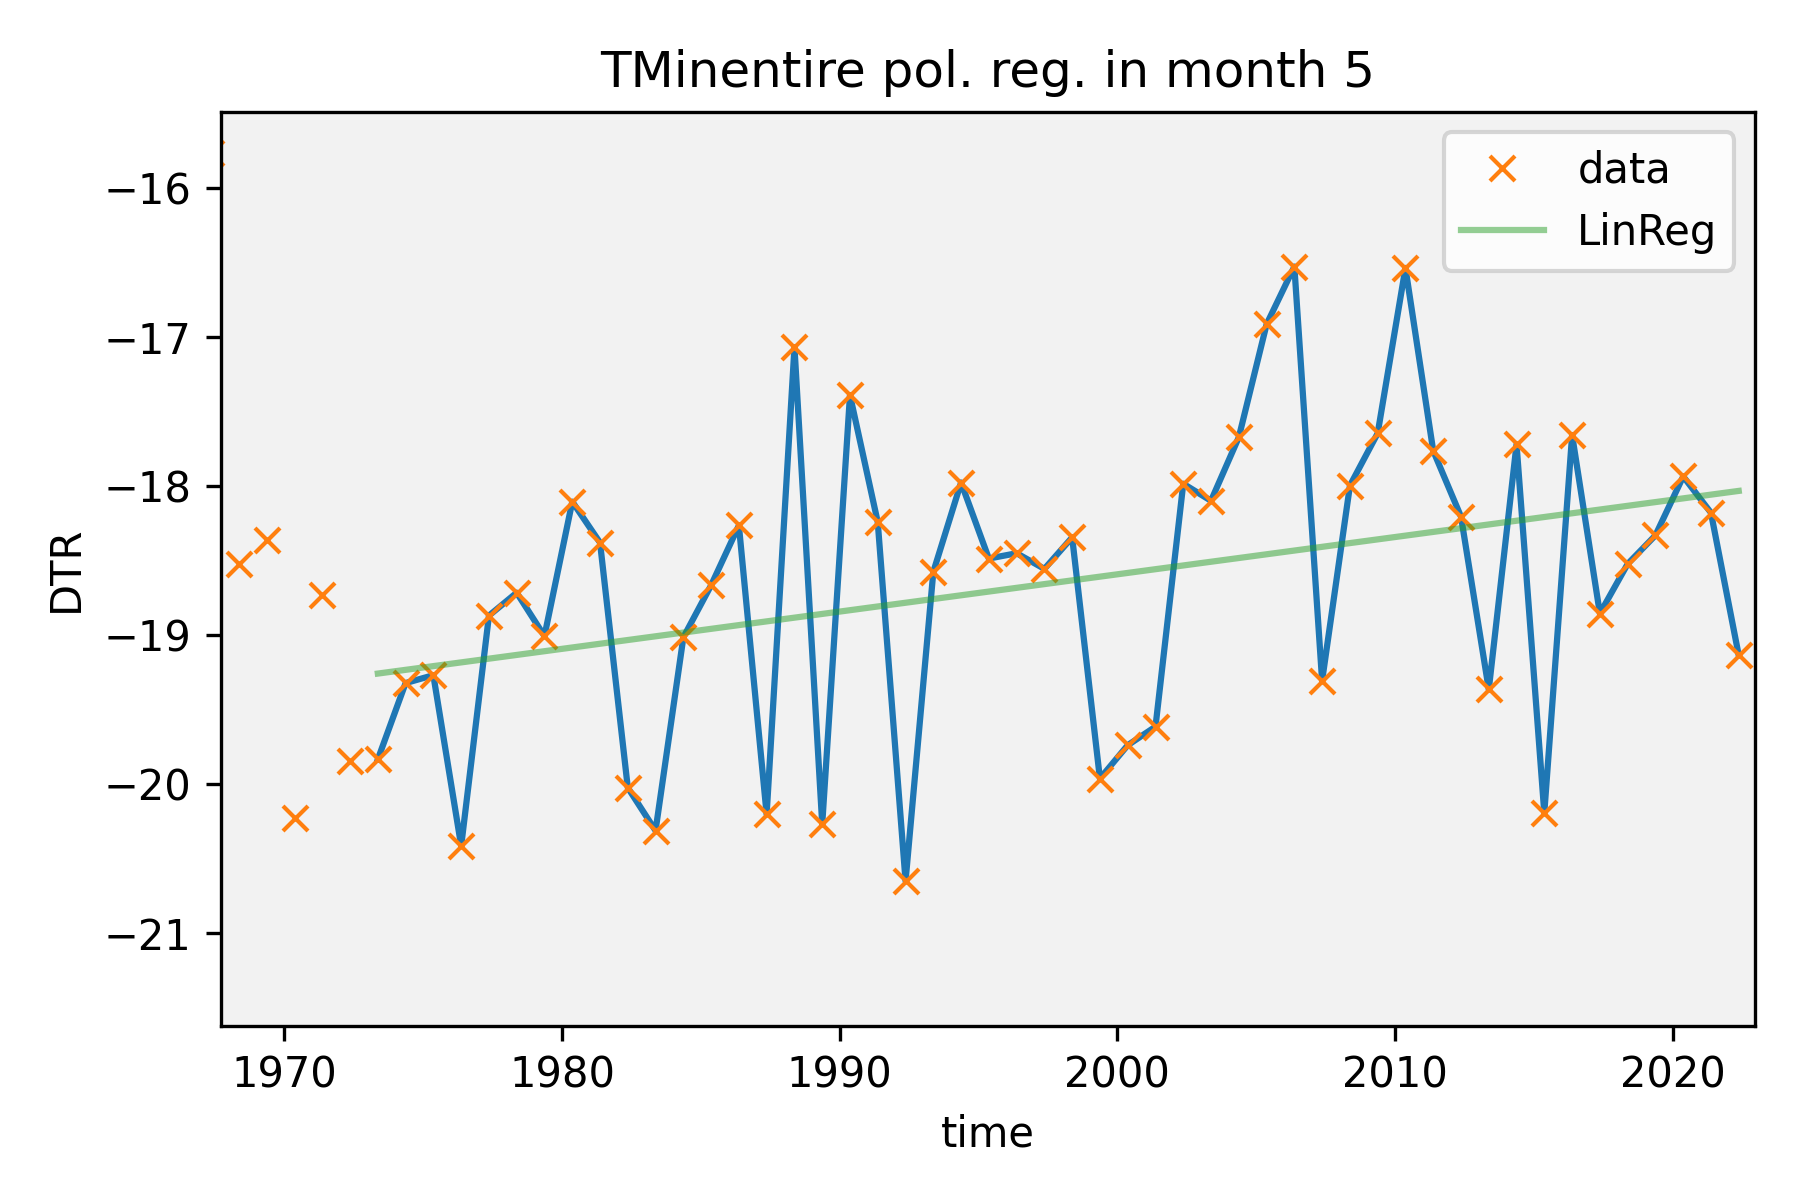 TMinentire pol. reg. in month 5
data
LinReg
−16
−17
−18
−19
−20
−21
DTR
1970 1980 1990 2000 2010 2020
time